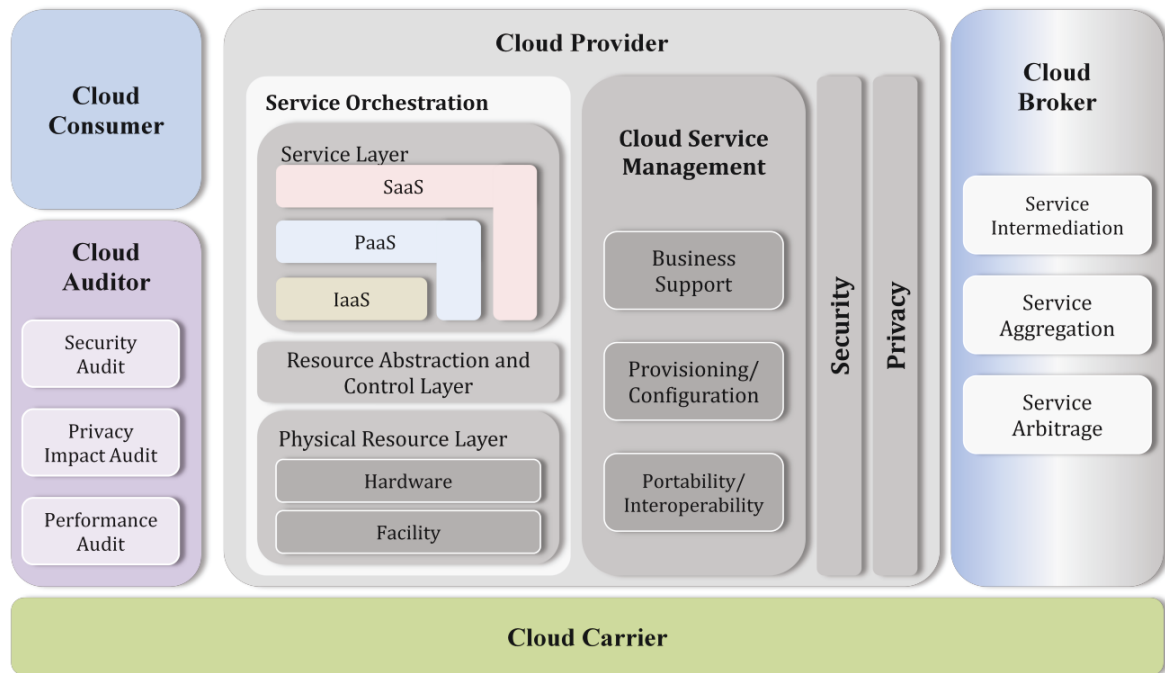 Cloud
Consumer
Cloud
Auditor
Security
Audit
Privacy
Impact Audit
Performance
Audit
Cloud Provider
Service Orchestration
Service Layer
SaaS
PaaS
IaaS
Resource Abstraction and
Control Layer
Physical Resource Layer
Hardware
Facility
Cloud Service
Management
Business
Support
Provisioning/
Configuration
Portability/
Interoperability
Security
Privacy
Cloud
Broker
Service
Intermediation
Service
Aggregation
Service
Arbitrage
Cloud Carrier